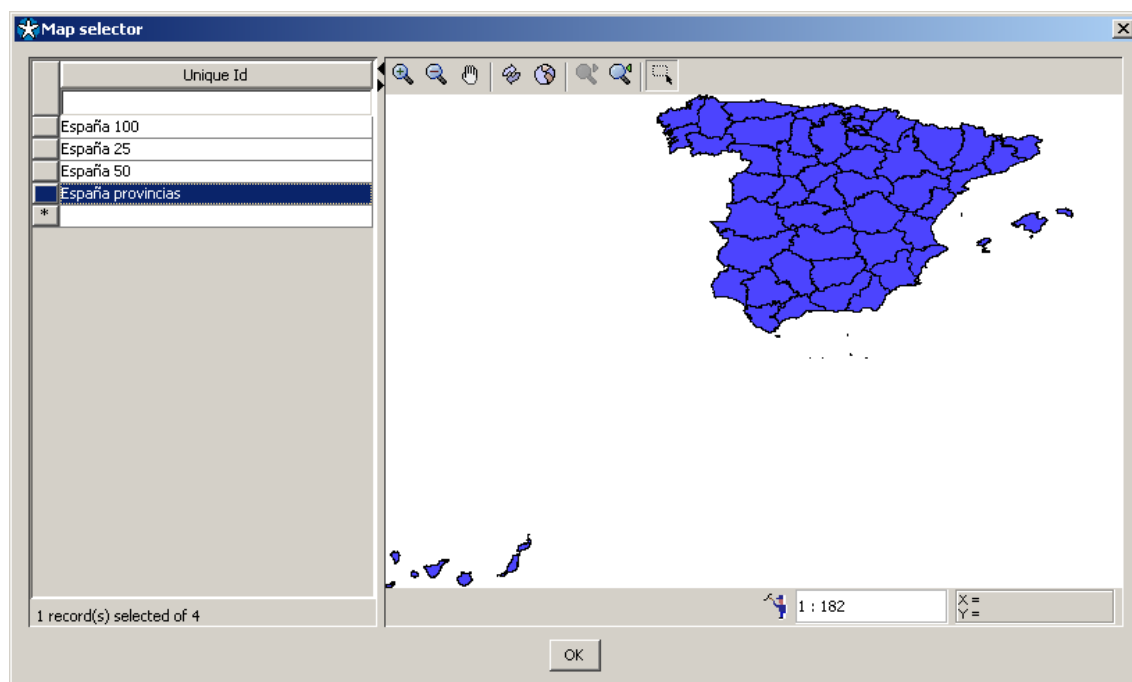 Map selector
Unique Id
España 100
España 25
España 50
España provincias
*
1 record(s) selected of 4
1 : 182
X =
Y =
OK